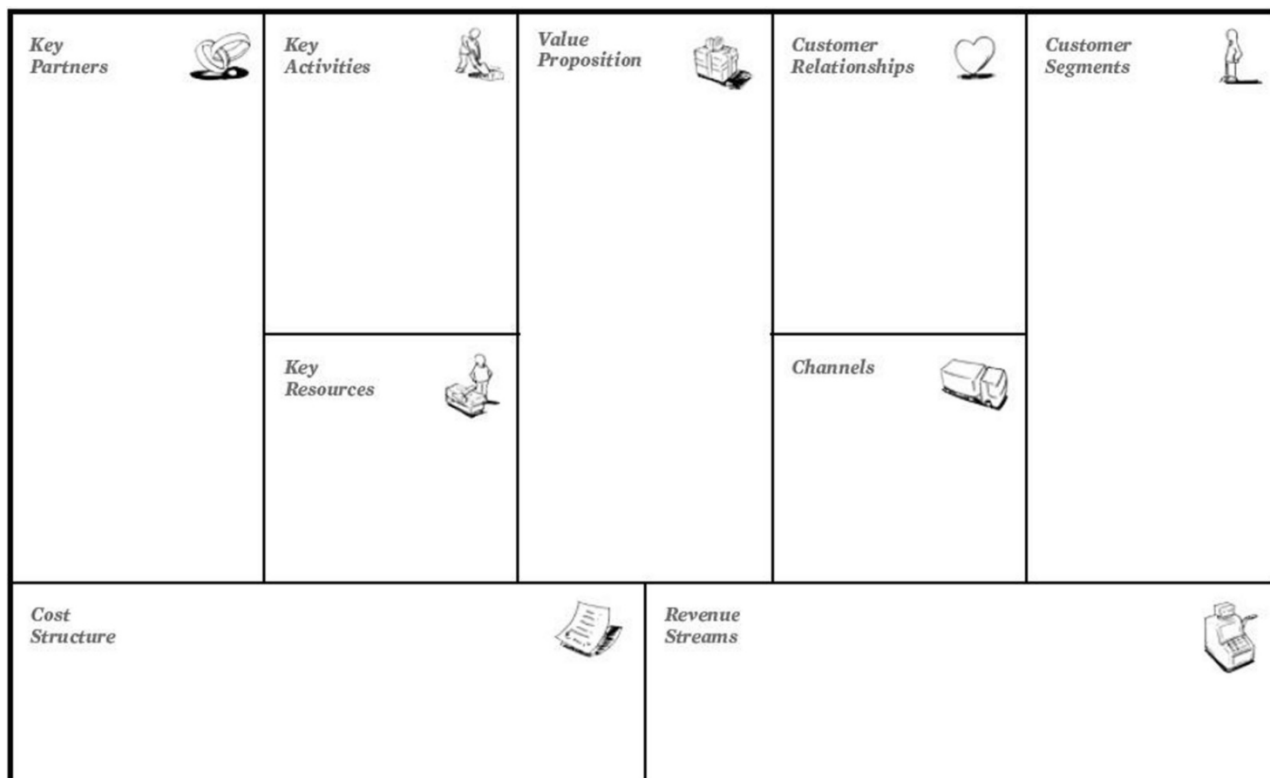 Key
Partners
Key
Activities
Value
Proposition
Customer
Relationships
Customer
Segments
Key
Resources
Channels
Cost
Structure
Revenue
Streams